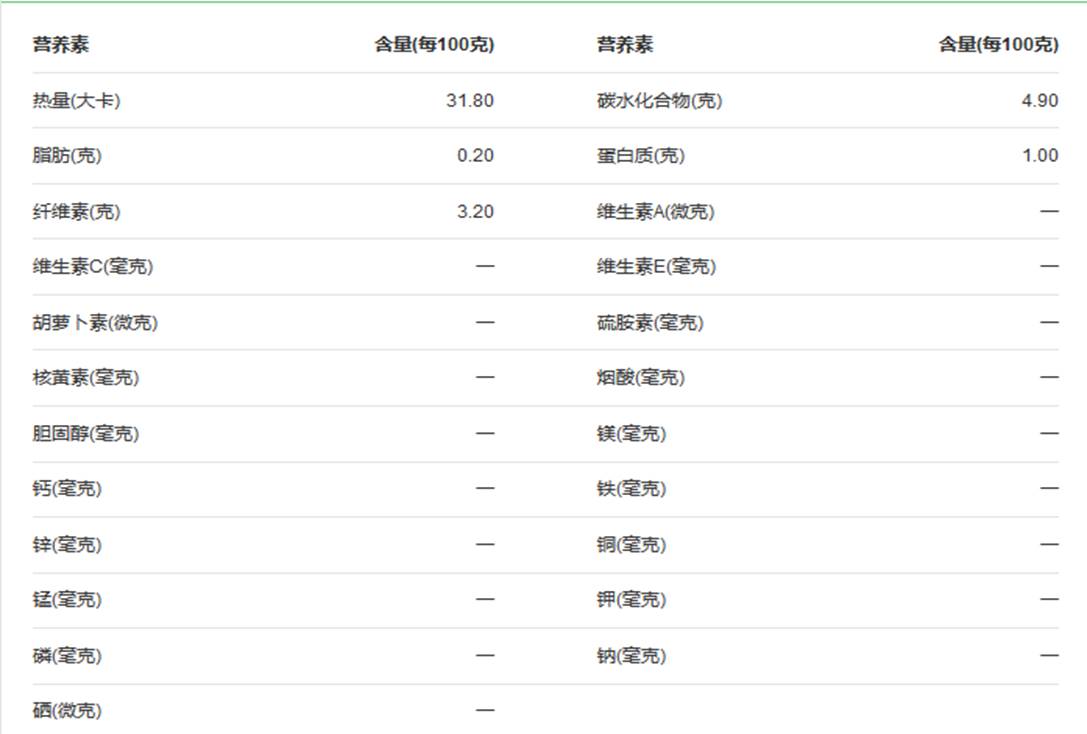 营养素 含量(每100克) 营养素 含量(每100克)
热量(大卡) 31.80 碳水化合物(克) 4.90
脂肪(克) 0.20 蛋白质(克) 1.00
纤维素(克) 3.20 维生素A(微克) —
维生素C(毫克) — 维生素E(毫克) —
胡萝卜素(微克) — 硫胺素(毫克) —
核黄素(毫克) — 烟酸(毫克) —
胆固醇(毫克) — 镁(毫克) —
钙(毫克) — 铁(毫克) —
锌(毫克) — 铜(毫克) —
锰(毫克) — 钾(毫克) —
磷(毫克) — 钠(毫克) —
硒(微克) —